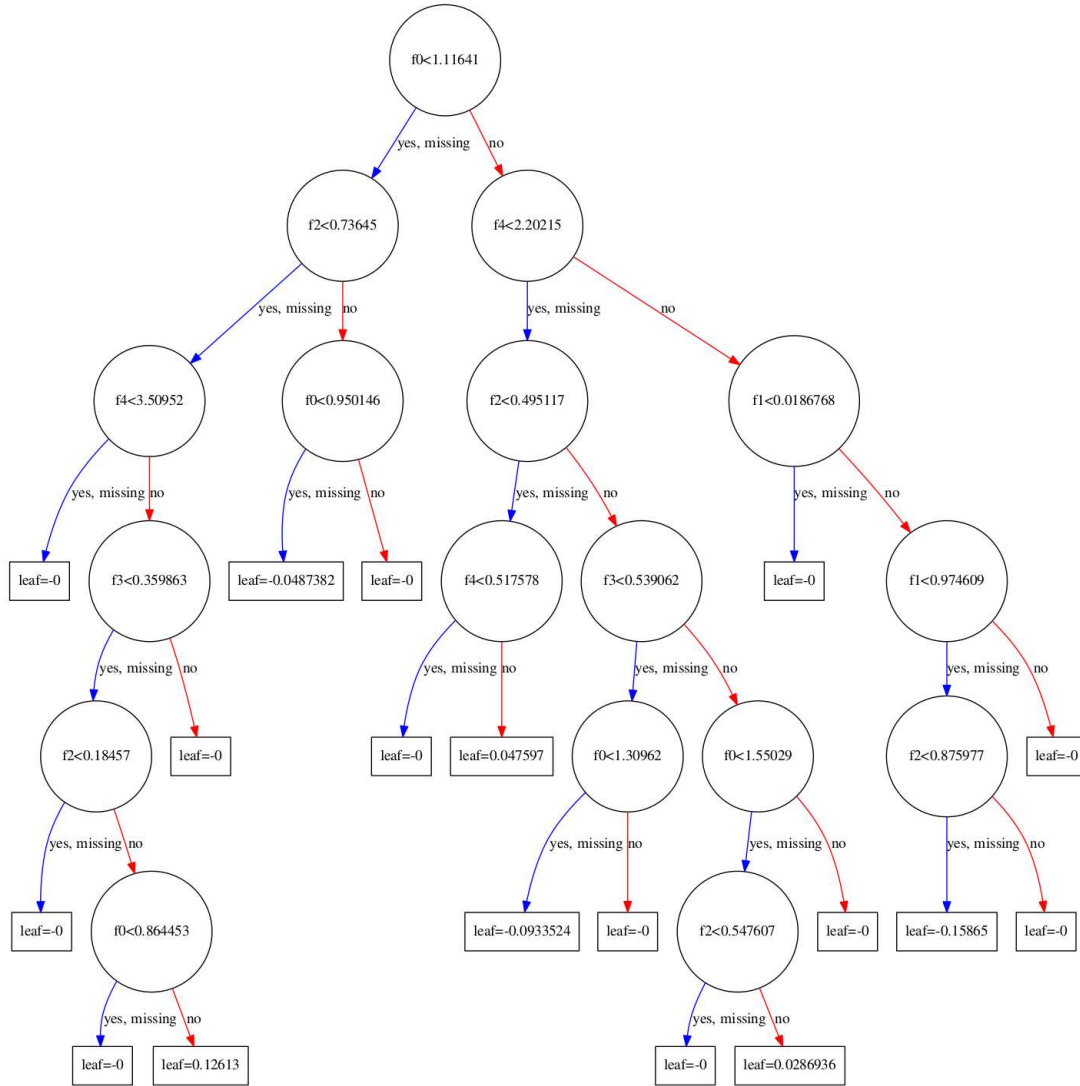 f0<1.11641
yes, missing
no
f2<0.73645
f4<2.20215
yes, missing
no
yes, missing
no
f4<3.50952
f0<0.950146
f2<0.495117
f1<0.0186768
yes, missing
no
yes, missing
no
yes, missing
no
yes, missing
no
leaf=-0
f3<0.359863
leaf=-0.0487382
leaf=-0
f4<0.517578
f3<0.539062
leaf=-0
f1<0.974609
yes, missing
no
yes, missing
no
yes, missing
no
yes, missing
no
f2<0.18457
leaf=-0
leaf=-0
leaf=0.047597
f0<1.30962
f0<1.55029
f2<0.875977
leaf=-0
yes, missing
no
yes, missing
no
yes, missing
no
yes, missing
no
leaf=-0
f0<0.864453
leaf=-0.0933524
leaf=-0
f2<0.547607
leaf=-0
leaf=-0.15865
leaf=-0
yes, missing
no
yes, missing
no
leaf=-0
leaf=0.12613
leaf=-0
leaf=0.0286936